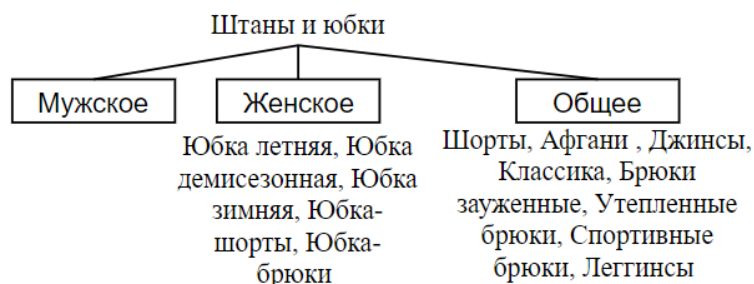 Штаны и юбки
Мужское
Женское
Общее
Юбка летняя, Юбка
демисезонная, Юбка
зимняя, Юбка-
шорты, Юбка-
брюки
Шорты, Афгани , Джинсы,
Классика, Брюки
зауженные, Утепленные
брюки, Спортивные
брюки, Леггинсы